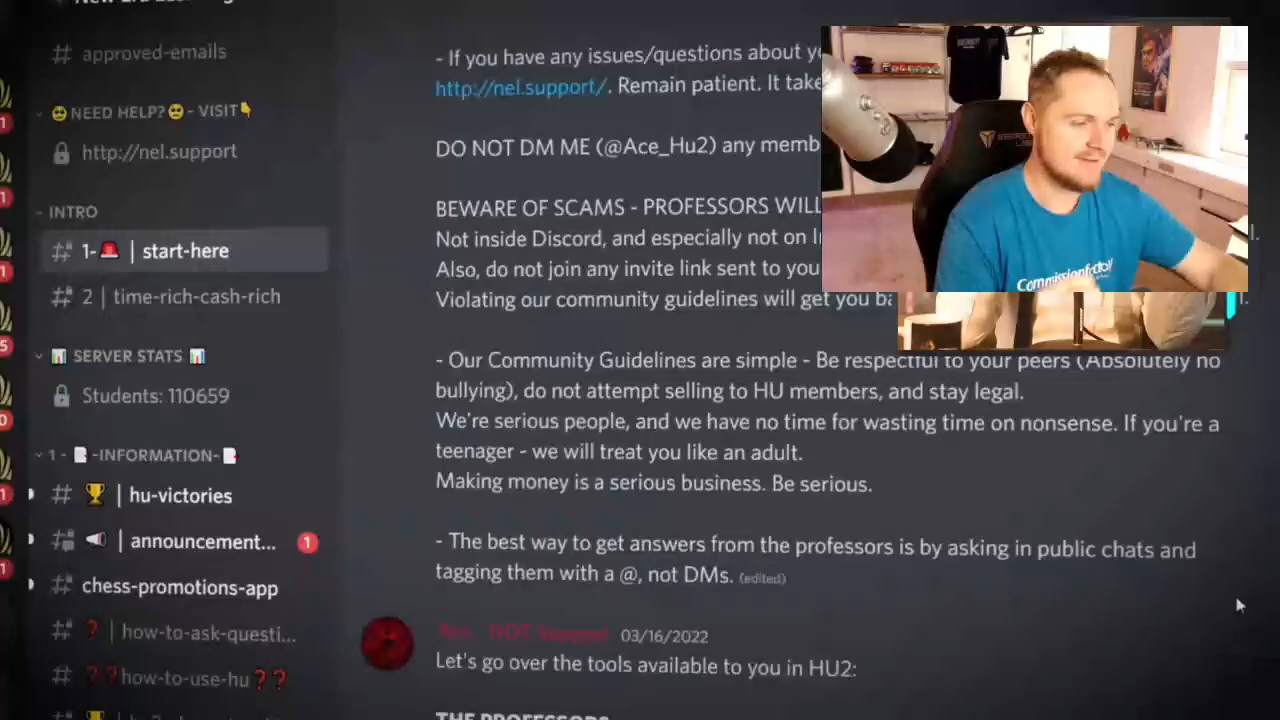 approved-emails
NEED HELP? - VISIT
http://nel.support
INTRO
1- | start-here
2 | time-rich-cash-rich
SERVER STATS
Students: 110659
1 - -INFORMATION-
| hu-victories
| announcement...
1
chess-promotions-app
| how-to-ask-questi...
how-to-use-hu
- If you have any issues/questions about
http://nel.support/. Remain patient. It take
DO NOT DM ME (@Ace_Hu2) any memb
BEWARE OF SCAMS - PROFESSORS WILL
Not inside Discord, and especially not on
Also, do not join any invite link sent to you
Violating our community guidelines will get you ba
- Our Community Guidelines are simple - Be respectful to your peers (Absolutely no
bullying), do not attempt selling to HU members, and stay legal.
We're serious people, and we have no time for wasting time on nonsense. If you're a
teenager - we will treat you like an adult.
Making money is a serious business. Be serious.
- The best way to get answers from the professors is by asking in public chats and
tagging them with a @, not DMs. (edited)
NOT Support 03/16/2022
Let's go over the tools available to you in HU2:
THE PROFESSORS
Commissionfactory